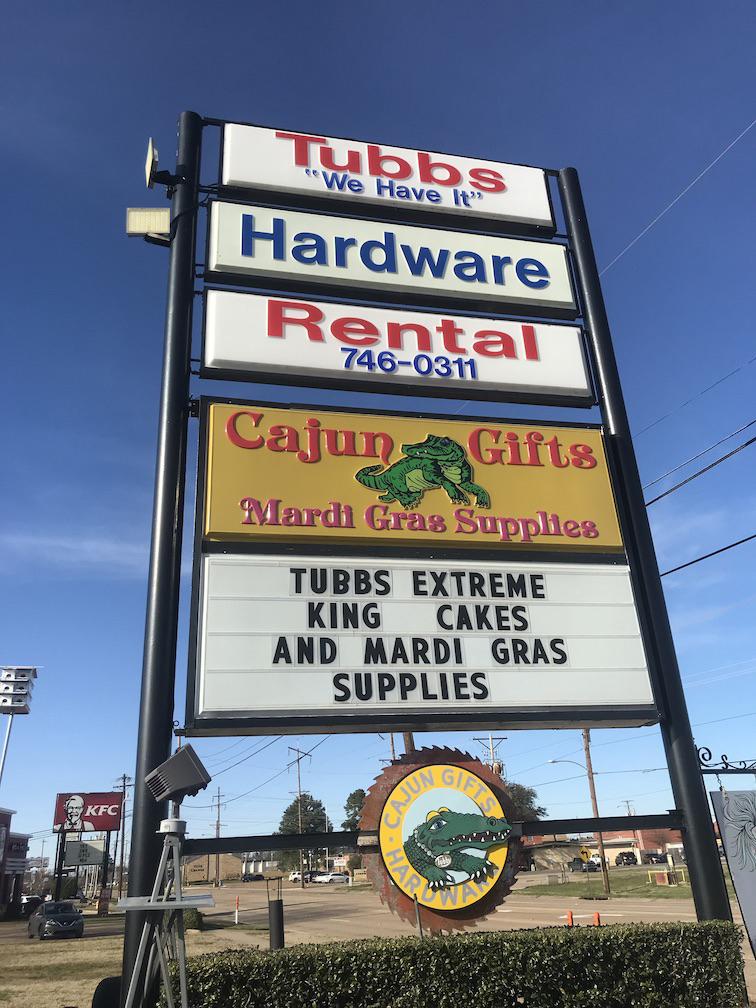 Tubbs
"We Have It"
Hardware
Rental
746-0311
Cajun Gifts
Mardi Gras Supplies
TUBBS EXTREME
KING CAKES
AND MARDI GRAS
SUPPLIES
KFC
CAJUN GIFTS
HARDWARE